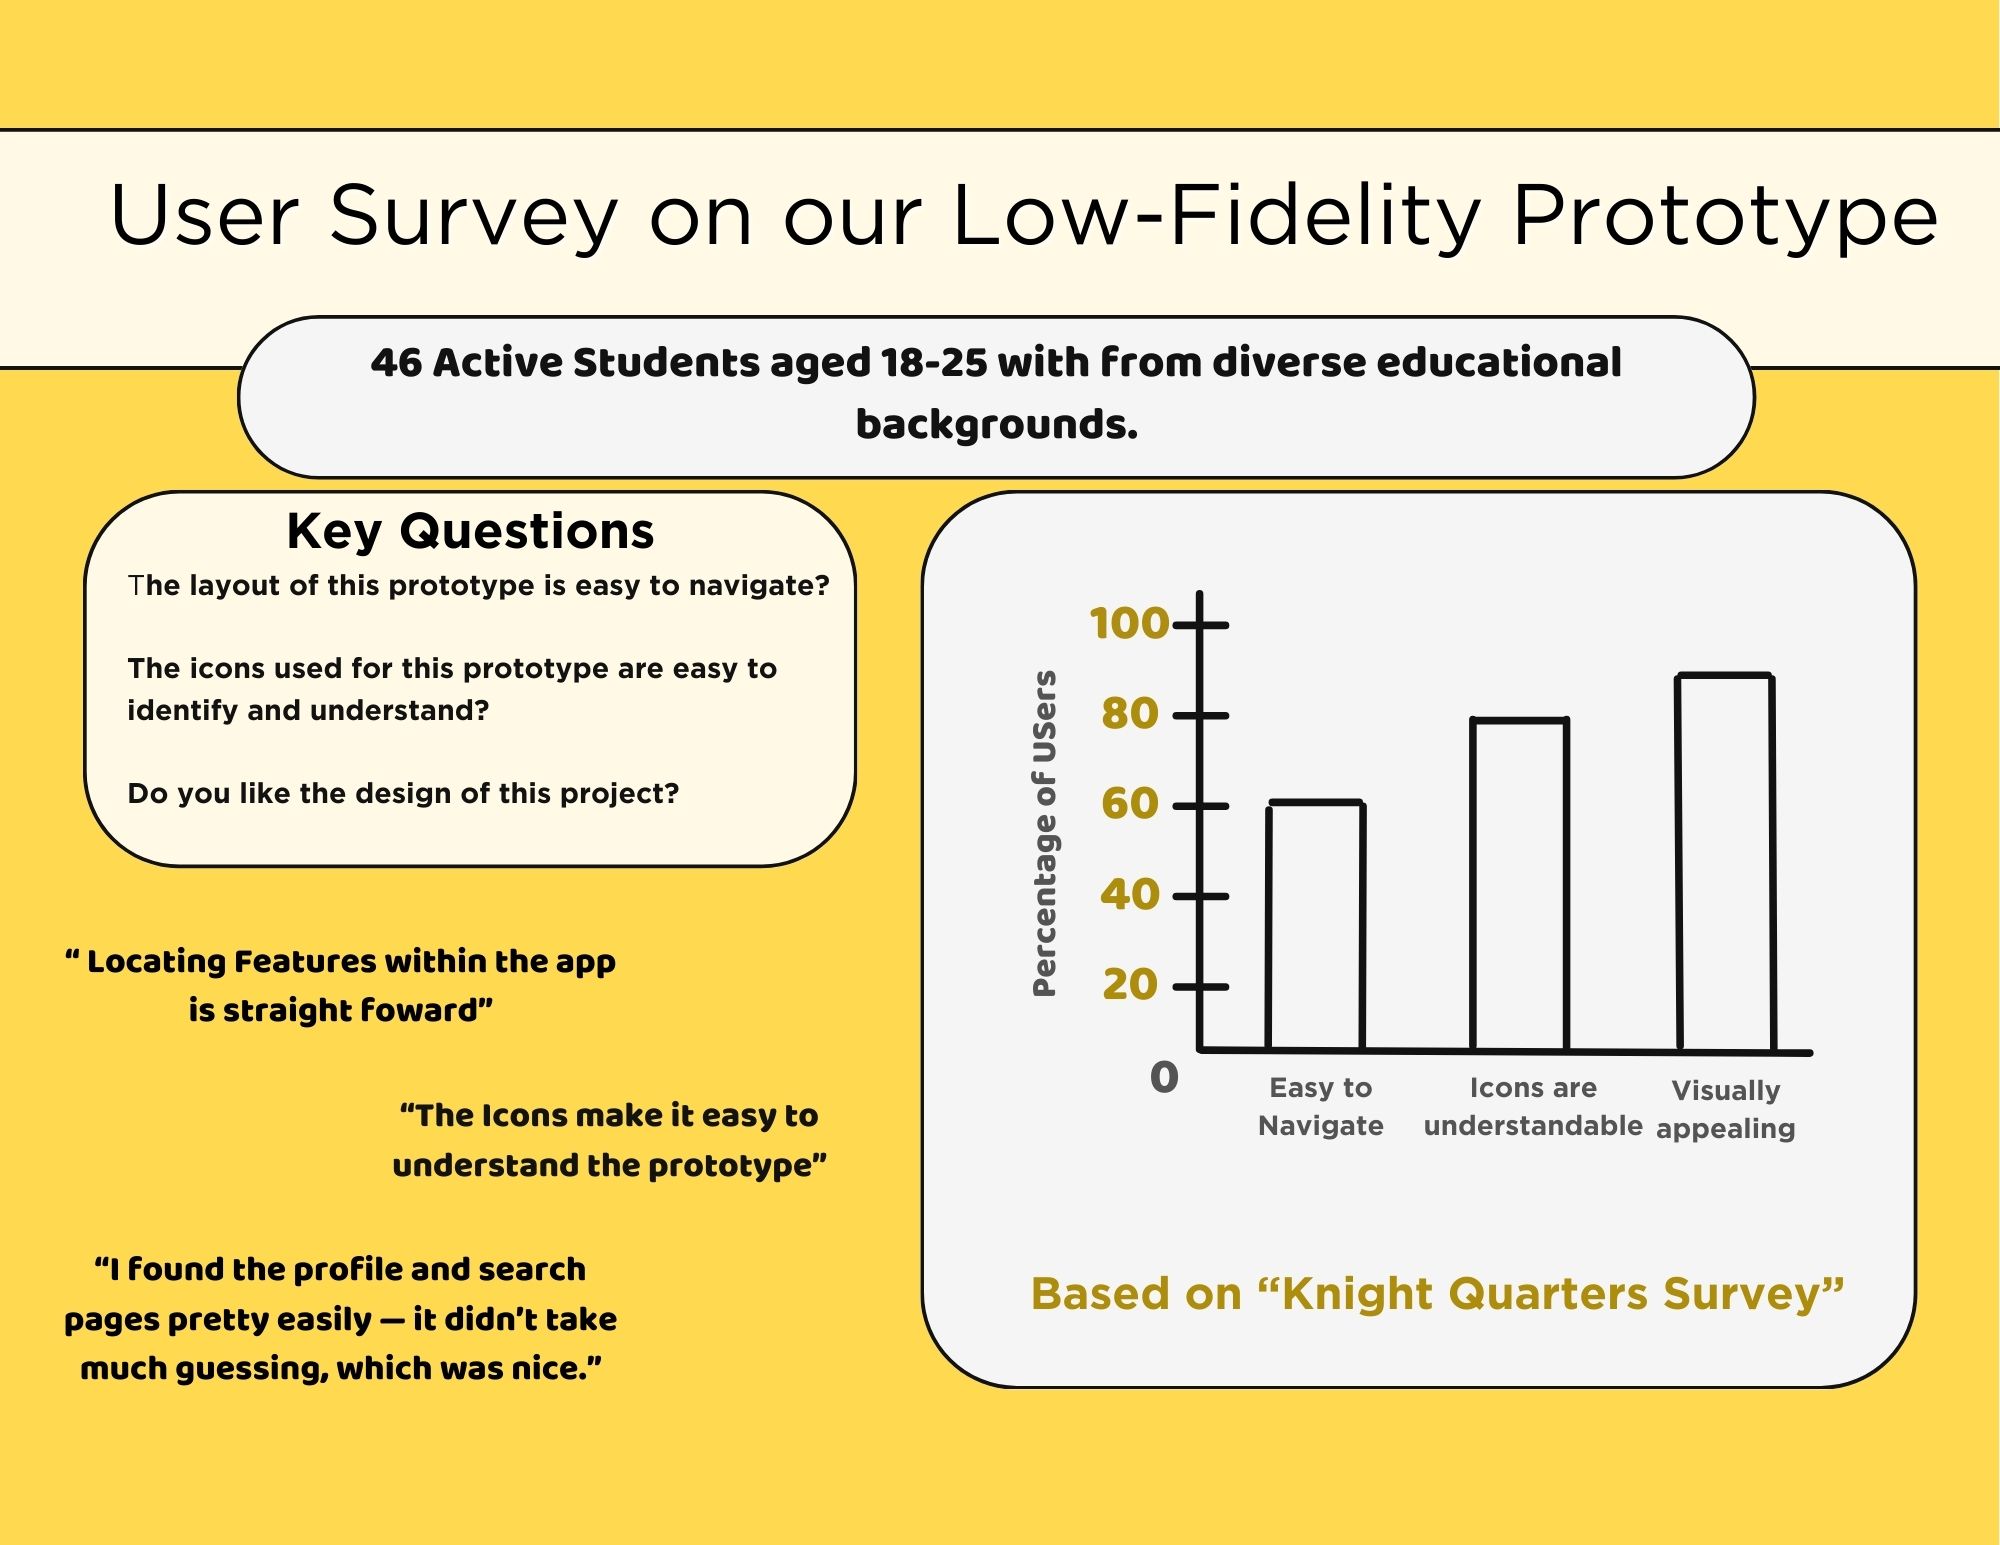 User Survey on our Low-Fidelity Prototype
46 Active Students aged 18-25 with from diverse educational
backgrounds.
Key Questions
The layout of this prototype is easy to navigate?
The icons used for this prototype are easy to
identify and understand?
Do you like the design of this project?
“ Locating Features within the app
is straight foward”
“The Icons make it easy to
understand the prototype”
“I found the profile and search
pages pretty easily — it didn’t take
much guessing, which was nice.”
Percentage of USers
100
80
60
40
20
0
Easy to
Navigate
Icons are
understandable
Visually
appealing
Based on “Knight Quarters Survey”